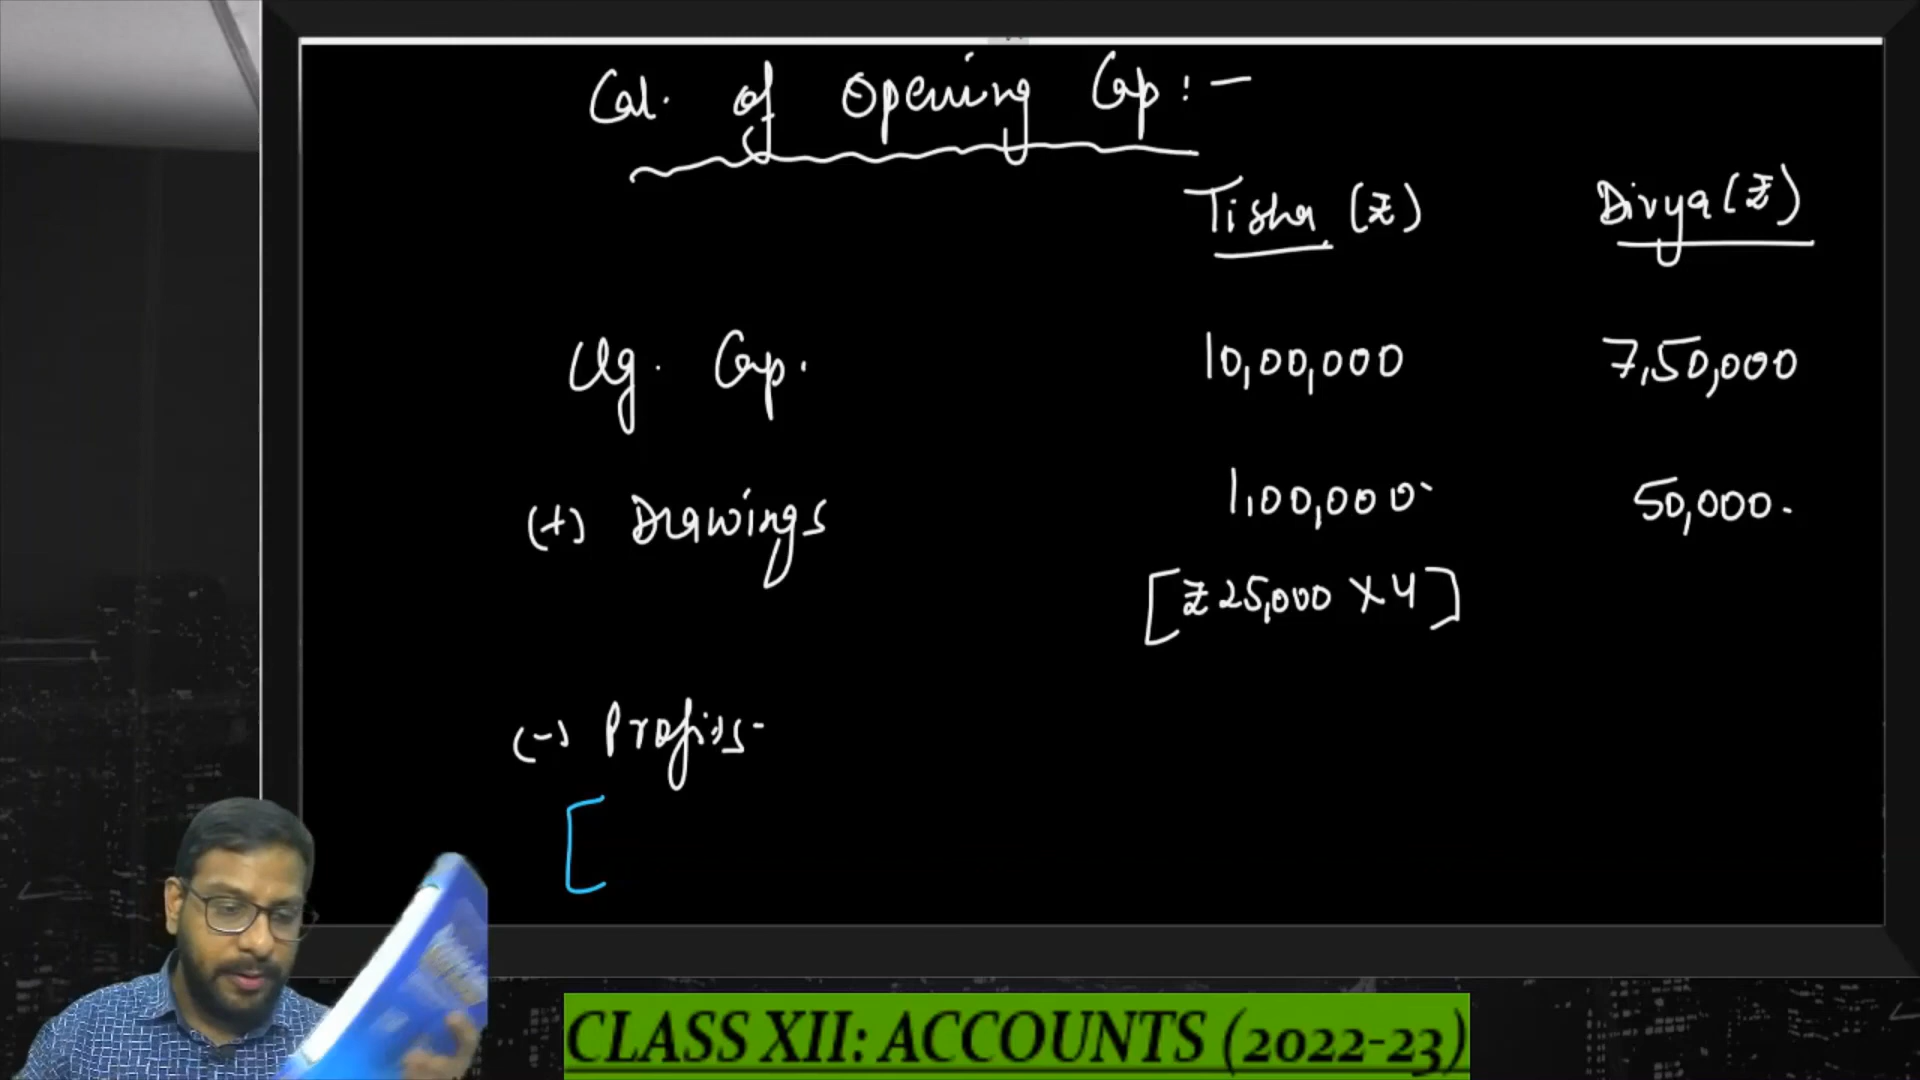 Cal. of Opening Cap:-
Tisha (₹) Divya (₹)
Clg. Cap. 10,00,000 7,50,000
(+) Drawings 1,00,000 50,000.
[₹25,000 X 4]
(-) Profits-
[
CLASS XII: ACCOUNTS (2022-23)